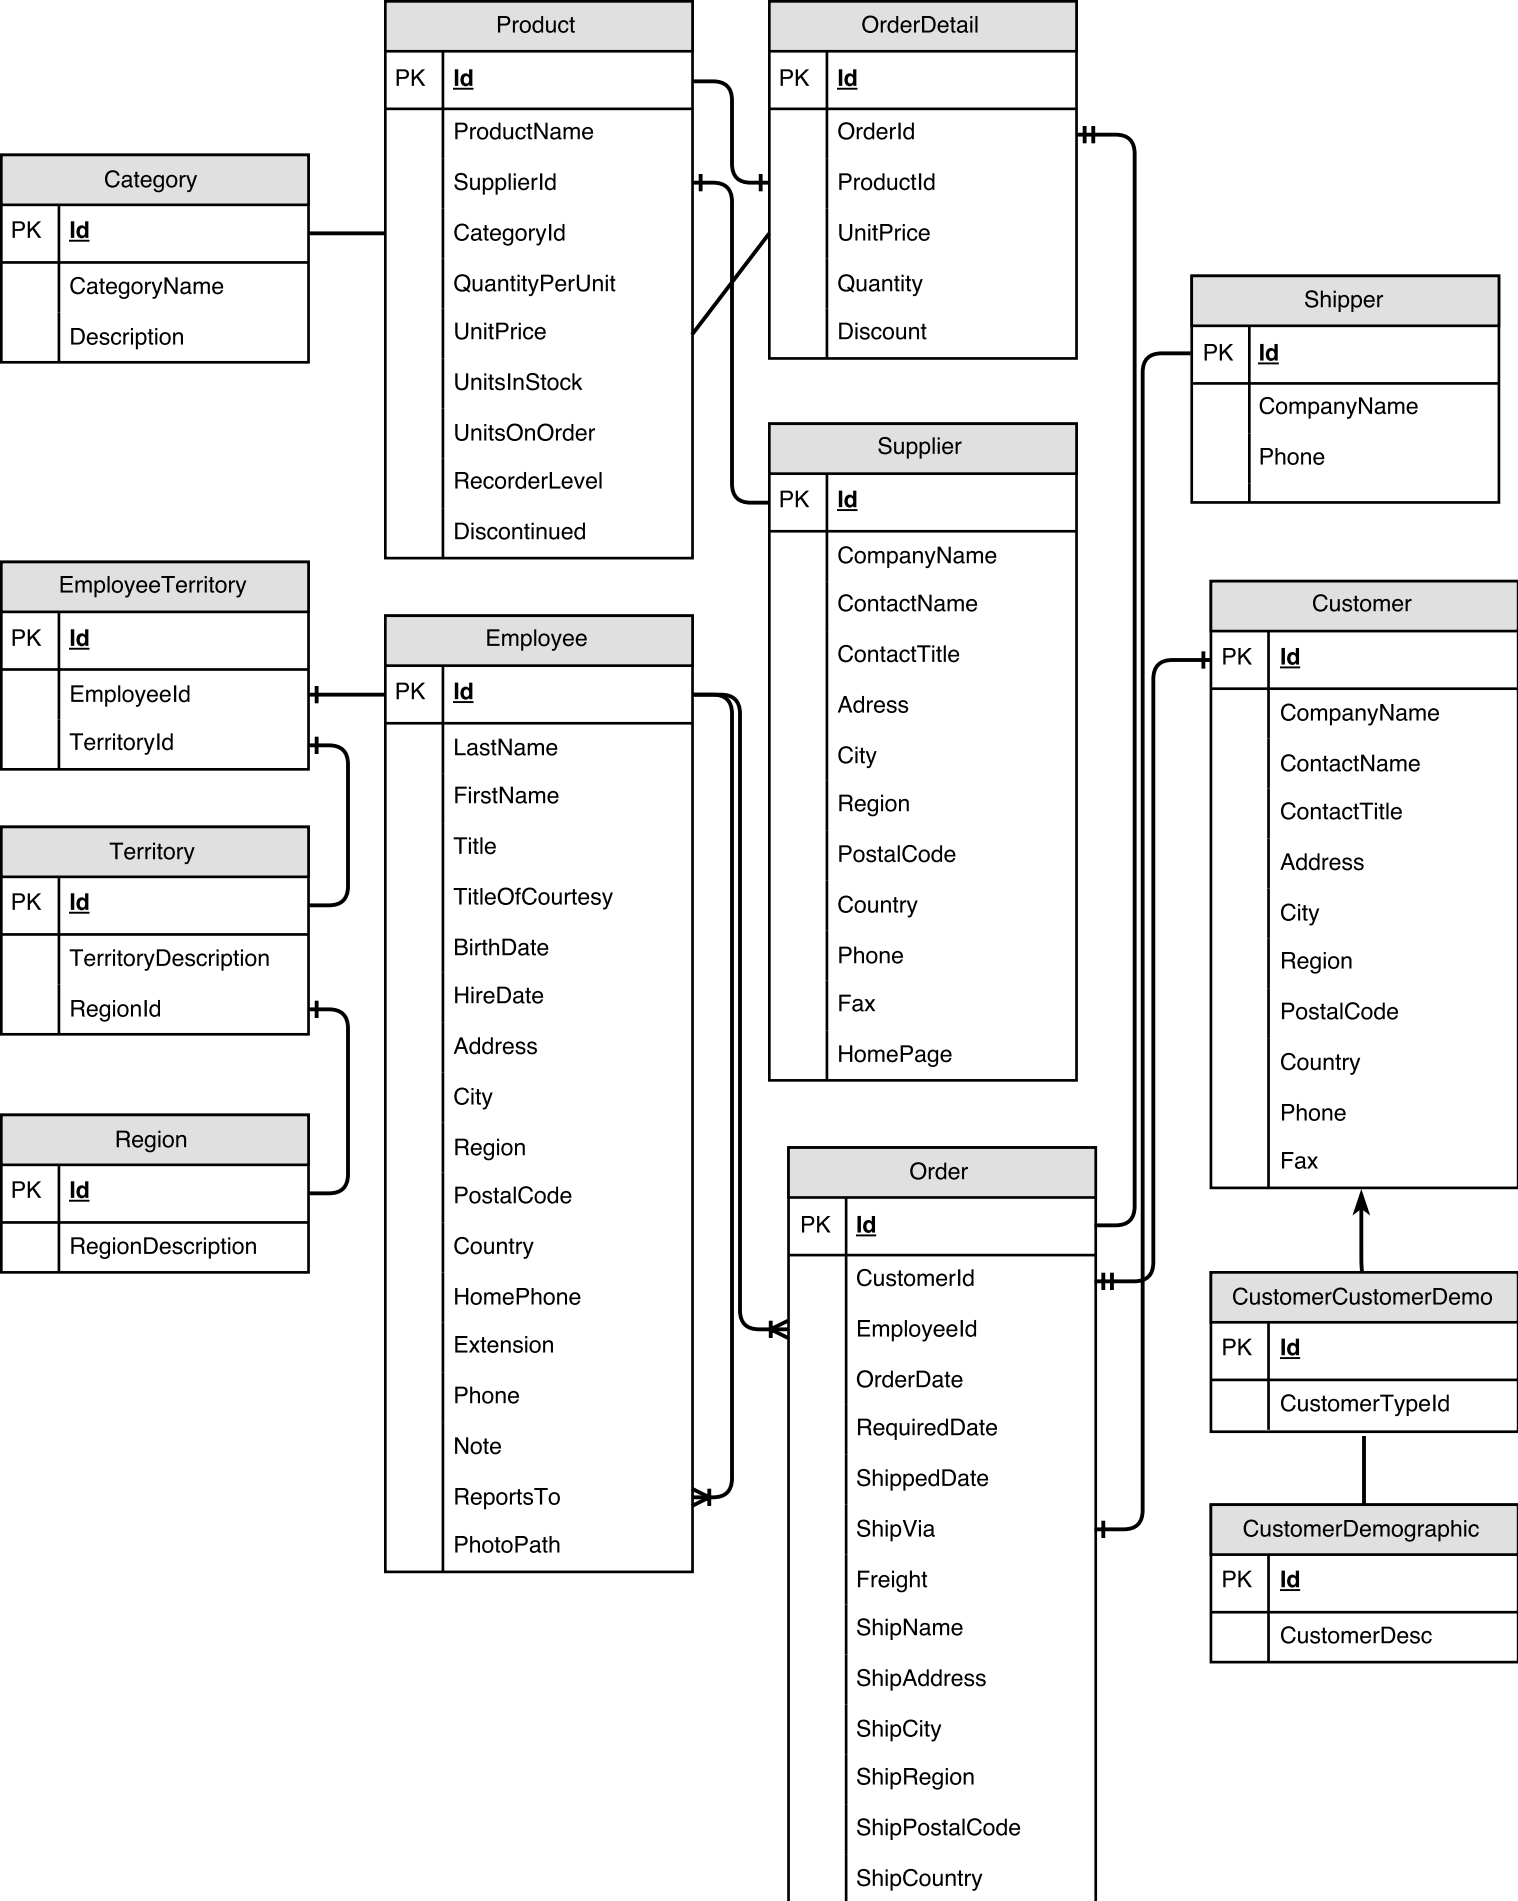 Product
PK Id
ProductName
SupplierId
CategoryId
QuantityPerUnit
UnitPrice
UnitsInStock
UnitsOnOrder
RecorderLevel
Discontinued
OrderDetail
PK Id
OrderId
ProductId
UnitPrice
Quantity
Discount
Category
PK Id
CategoryName
Description
Shipper
PK Id
CompanyName
Phone
Supplier
PK Id
CompanyName
ContactName
ContactTitle
Adress
City
Region
PostalCode
Country
Phone
Fax
HomePage
EmployeeTerritory
PK Id
EmployeeId
TerritoryId
Employee
PK Id
LastName
FirstName
Title
TitleOfCourtesy
BirthDate
HireDate
Address
City
Region
PostalCode
Country
HomePhone
Extension
Phone
Note
ReportsTo
PhotoPath
Customer
PK Id
CompanyName
ContactName
ContactTitle
Address
City
Region
PostalCode
Country
Phone
Fax
Territory
PK Id
TerritoryDescription
RegionId
Region
PK Id
RegionDescription
Order
PK Id
CustomerId
EmployeeId
OrderDate
RequiredDate
ShippedDate
ShipVia
Freight
ShipName
ShipAddress
ShipCity
ShipRegion
ShipPostalCode
ShipCountry
CustomerCustomerDemo
PK Id
CustomerTypeId
CustomerDemographic
PK Id
CustomerDesc